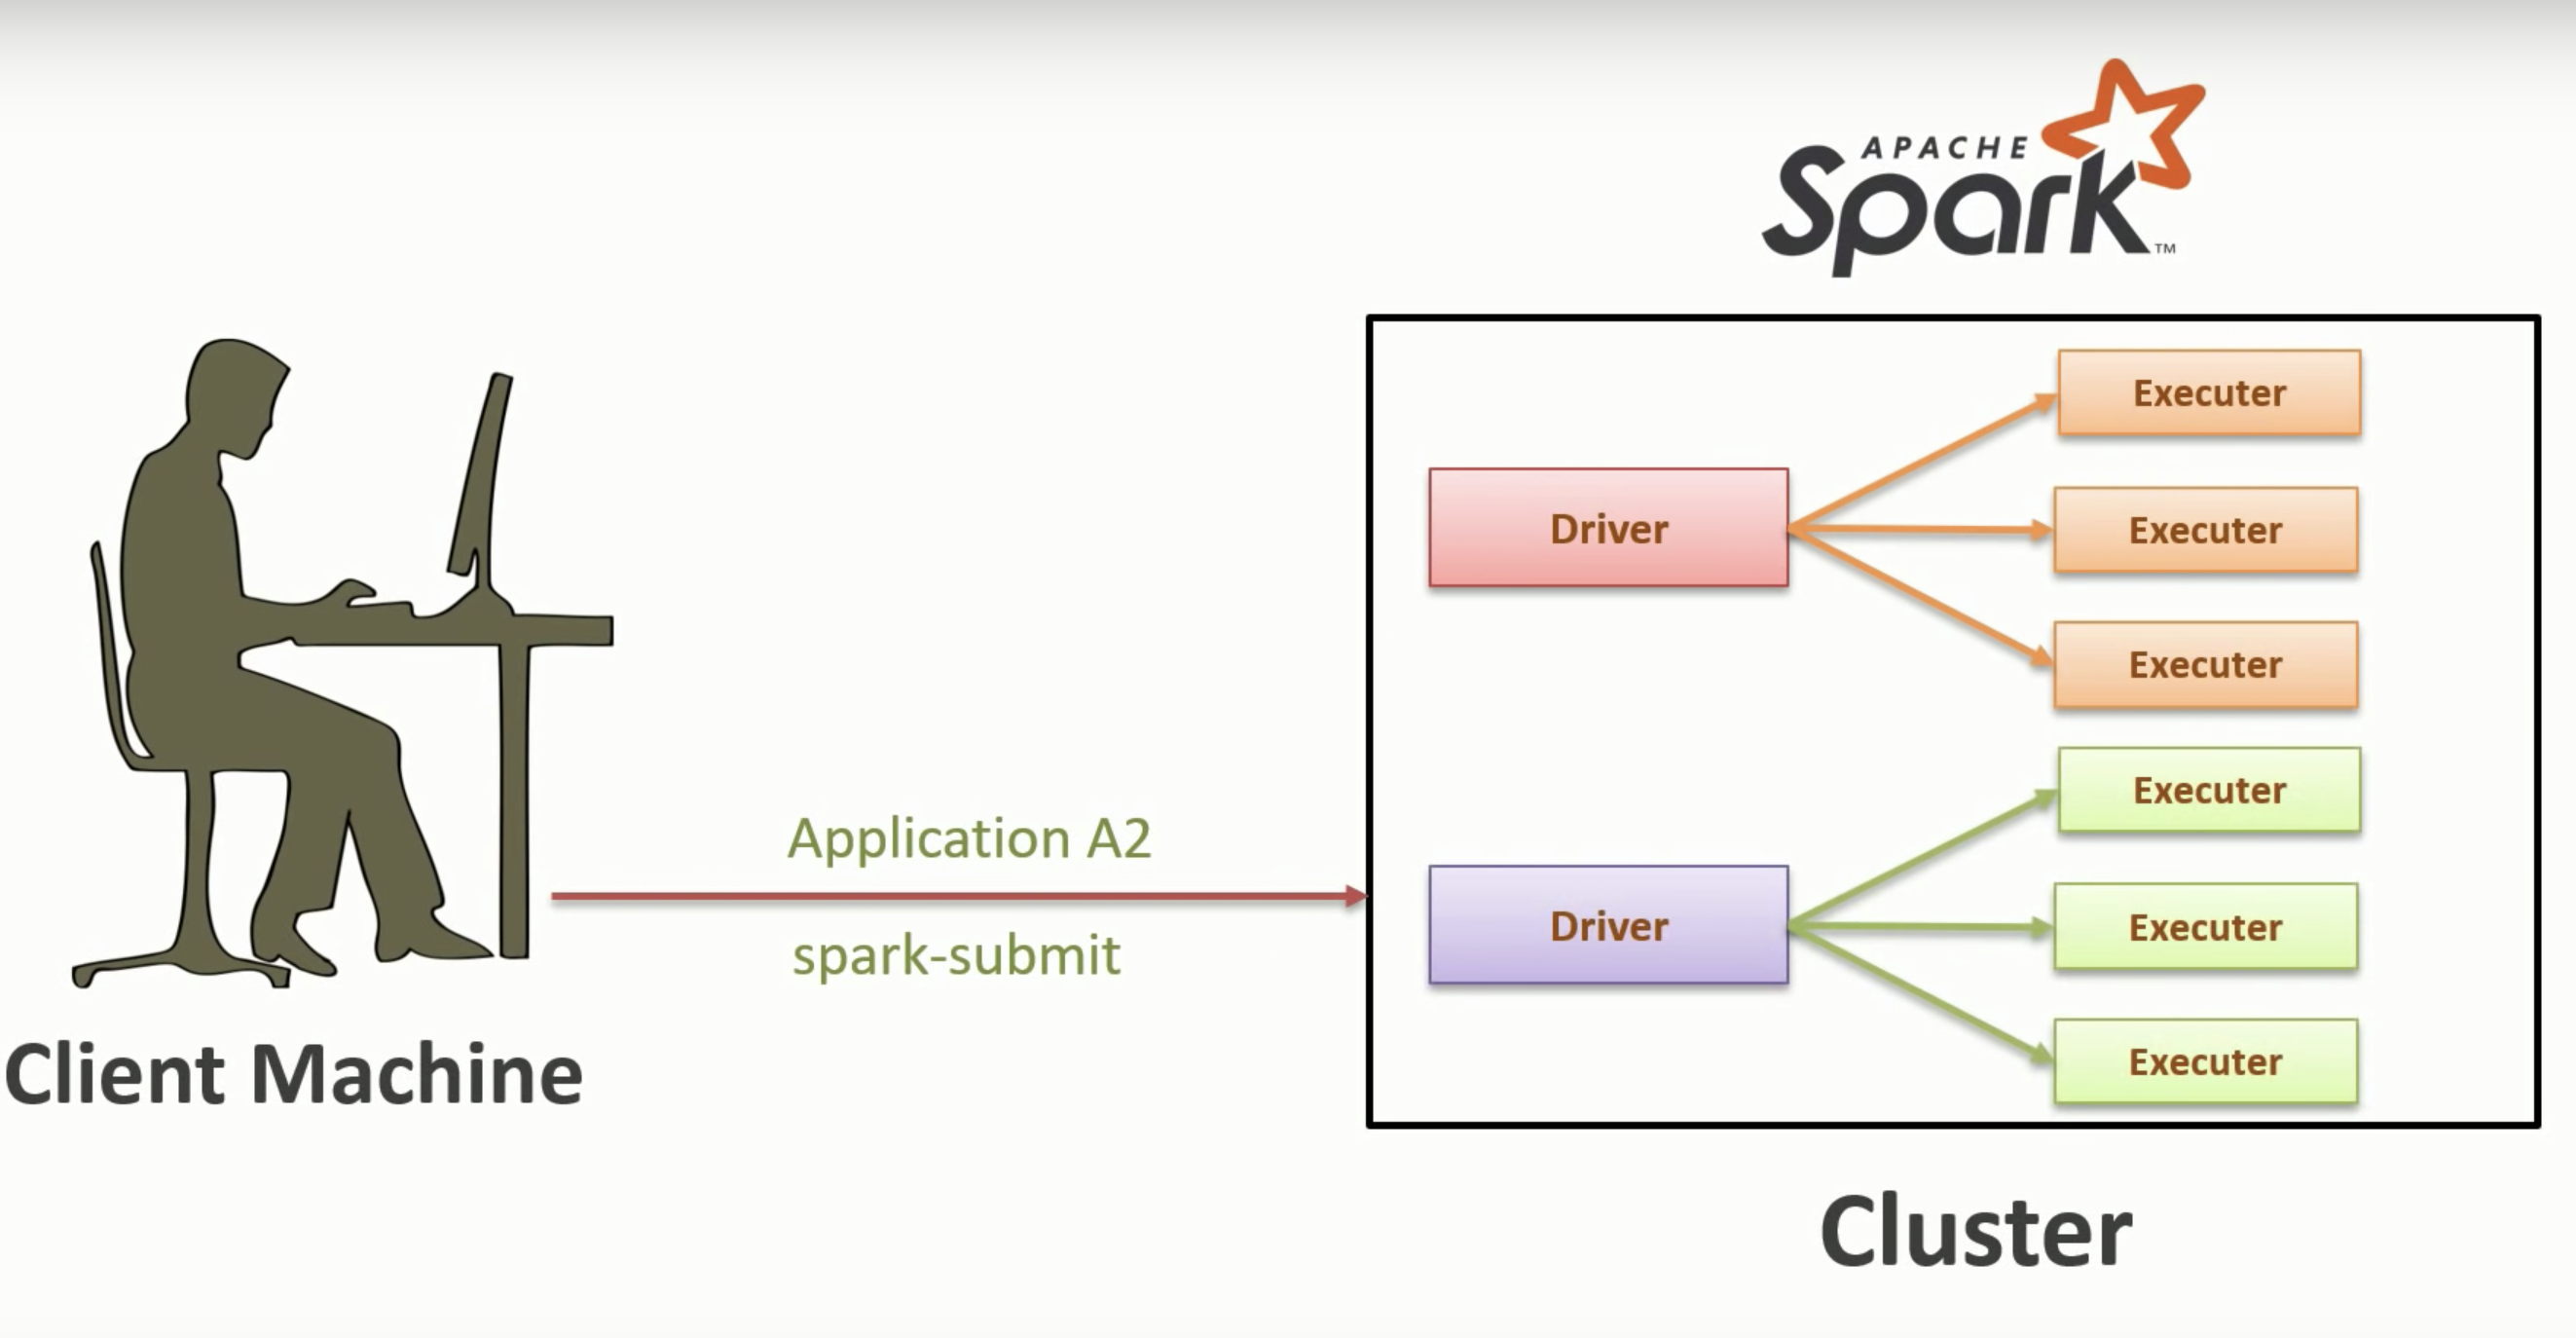 APACHE
Spark™
Executer
Driver
Executer
Executer
Application A2
spark-submit
Executer
Driver
Executer
Executer
Client Machine
Cluster